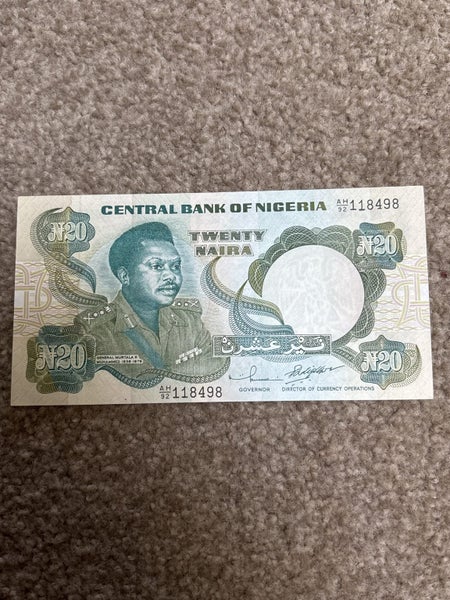 CENTRAL BANK OF NIGERIA
AH/92 118498
₦20
TWENTY
NAIRA
₦20
₦20
GENERAL MURTALA R.
MUHAMMED 1938-1976
نَيْرَ عِشْرِنْ
₦20
AH/92 118498
GOVERNOR
DIRECTOR OF CURRENCY OPERATIONS